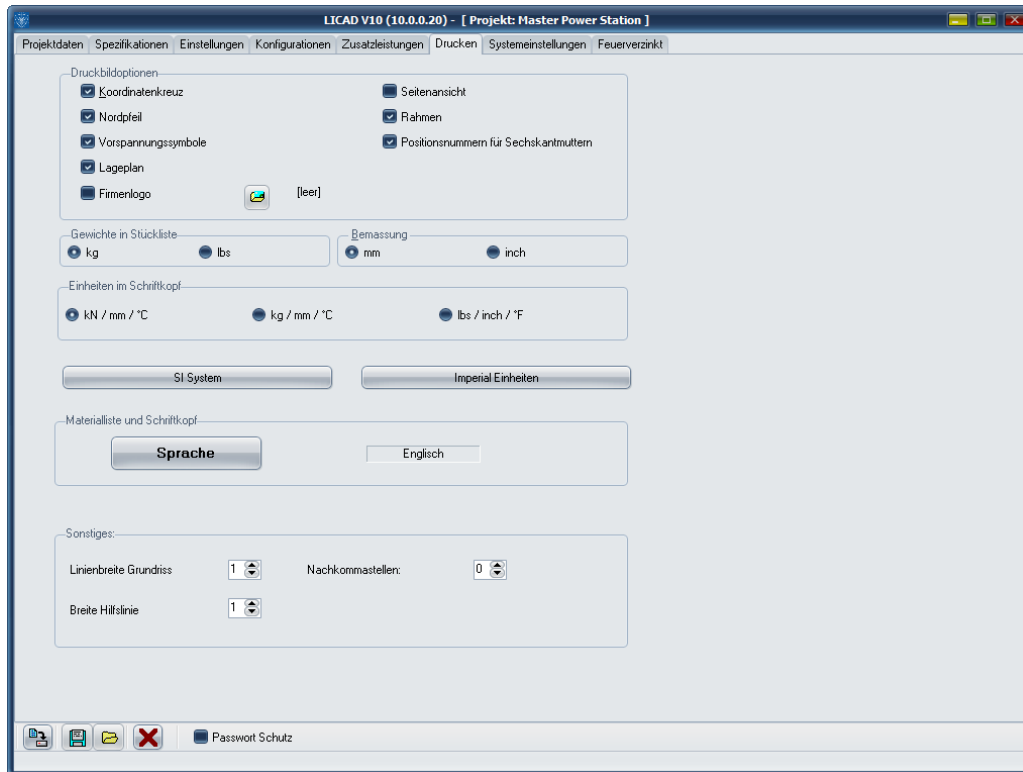 LICAD V10 (10.0.0.20) - [ Projekt: Master Power Station ]
Projektdaten Spezifikationen Einstellungen Konfigurationen Zusatzleistungen Drucken Systemeinstellungen Feuerverzinkt
Druckbildoptionen
Koordinatenkreuz Seitenansicht
Nordpfeil Rahmen
Vorspannungssymbole Positionsnummern für Sechskantmuttern
Lageplan
Firmenlogo [leer]
Gewichte in Stückliste Bemassung
kg lbs mm inch
Einheiten im Schriftkopf
kN / mm / °C kg / mm / °C lbs / inch / °F
SI System Imperial Einheiten
Materialliste und Schriftkopf
Sprache Englisch
Sonstiges:
Linienbreite Grundriss 1 Nachkommastellen: 0
Breite Hilfslinie 1
Passwort Schutz